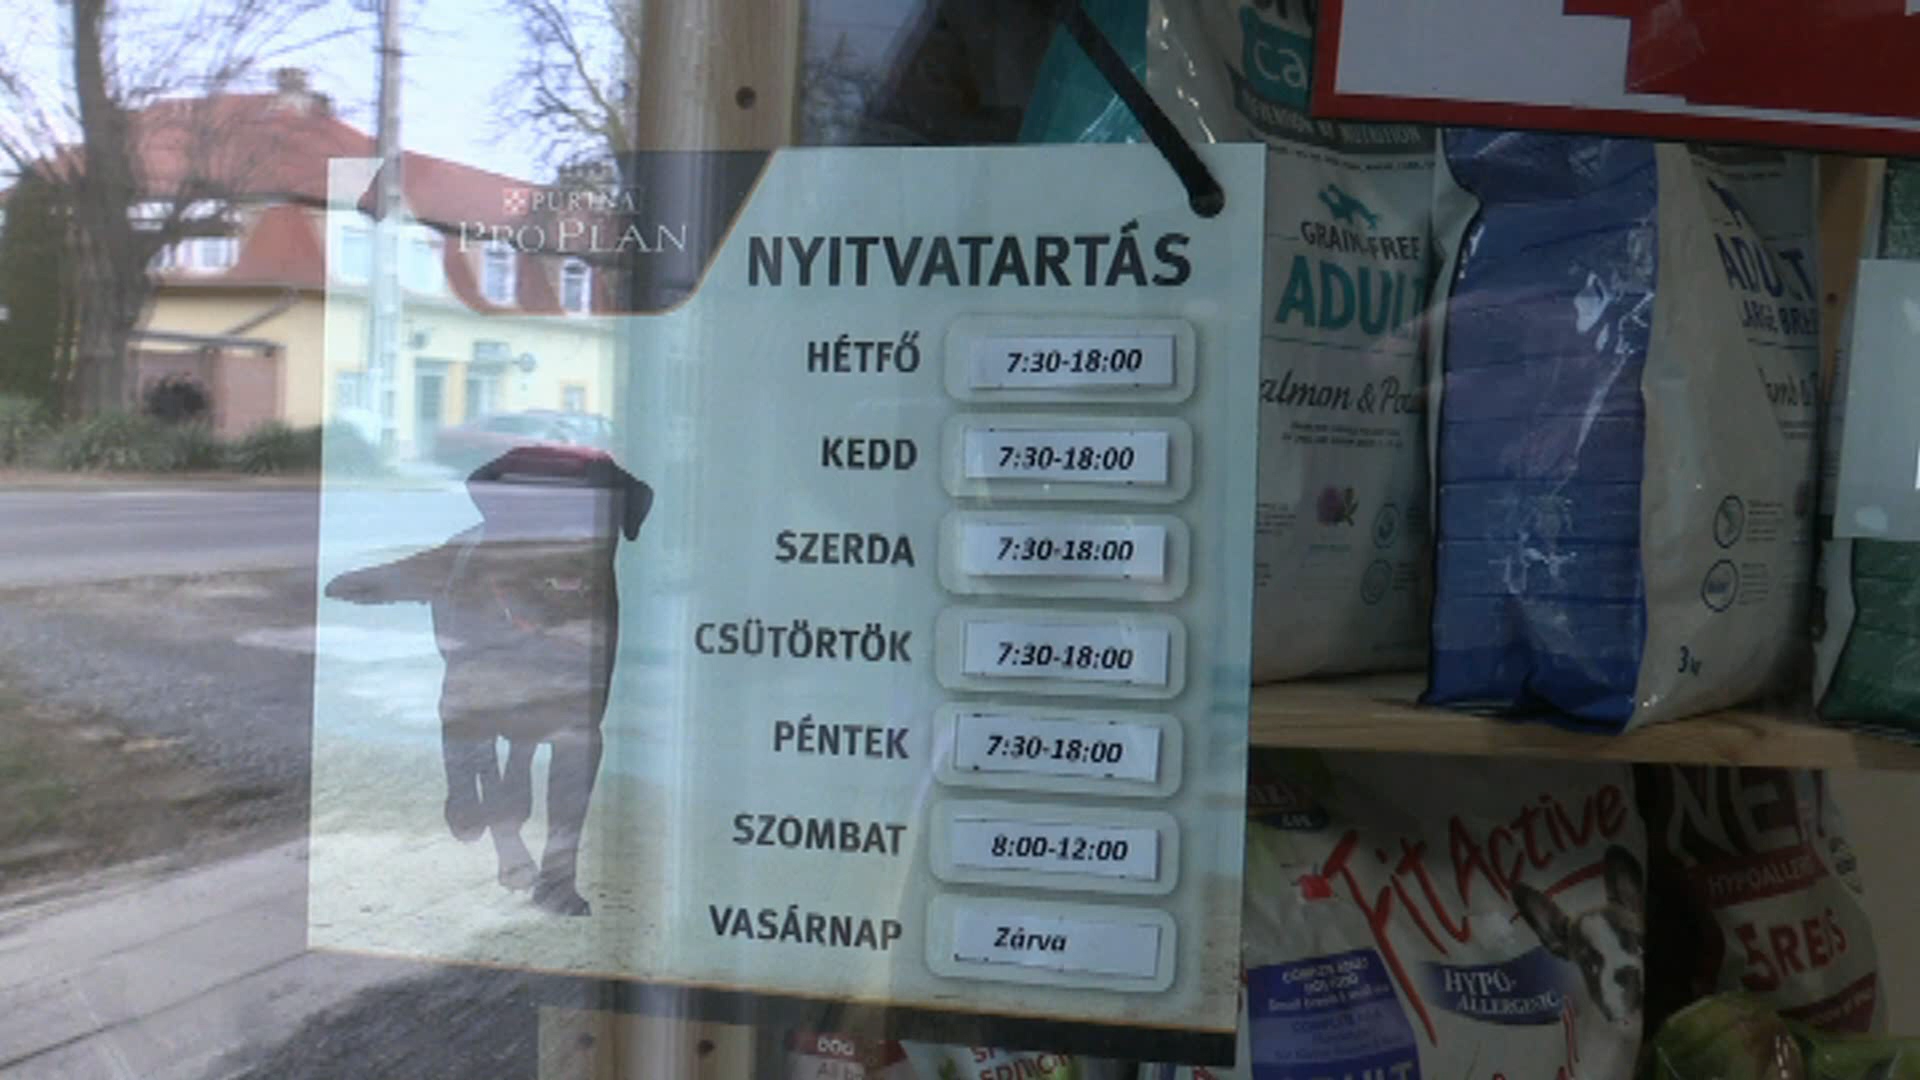 PURINA
PRO PLAN
NYITVATARTÁS
HÉTFŐ 7:30-18:00
KEDD 7:30-18:00
SZERDA 7:30-18:00
CSÜTÖRTÖK 7:30-18:00
PÉNTEK 7:30-18:00
SZOMBAT 8:00-12:00
VASÁRNAP Zárva
GRAIN-FREE
ADULT
ADULT
3
FitActive
HYPO-
ALLERGENIC
DOG